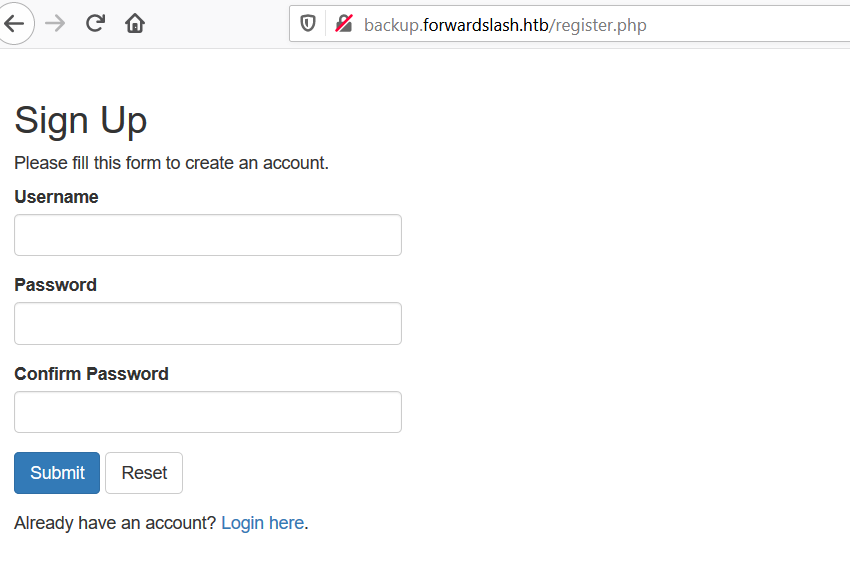 backup.forwardslash.htb/register.php
Sign Up
Please fill this form to create an account.
Username
Password
Confirm Password
Submit Reset
Already have an account? Login here.